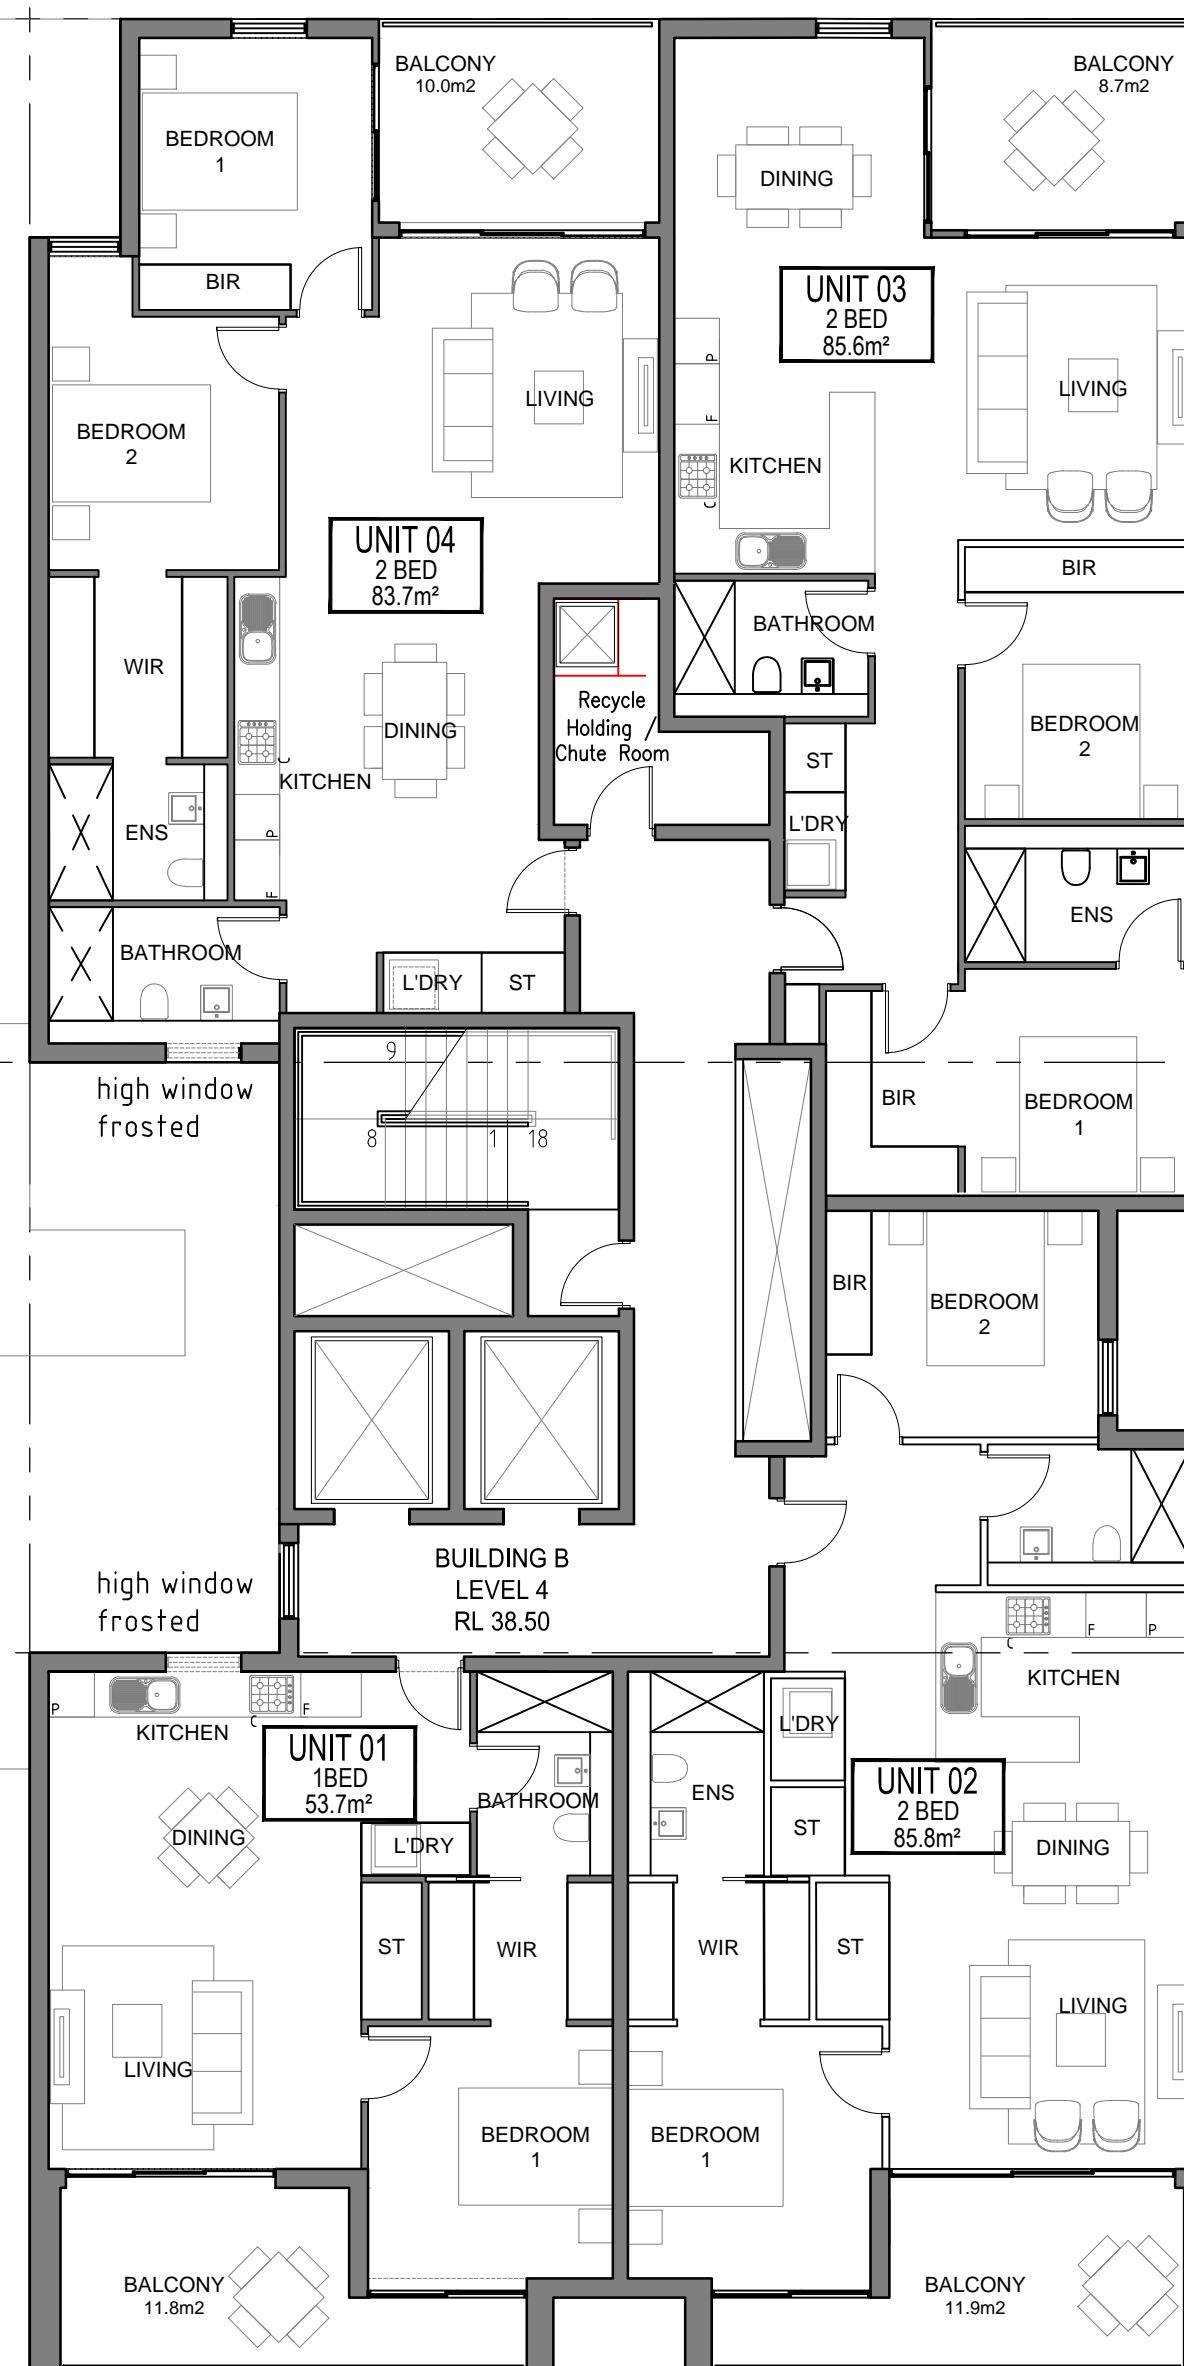 BALCONY
10.0m2
BALCONY
8.7m2
BEDROOM
1
DINING
BIR
UNIT 03
2 BED
85.6m²
P
LIVING
LIVING
F
BEDROOM
2
KITCHEN
C
UNIT 04
2 BED
83.7m²
BIR
BATHROOM
WIR
Recycle
Holding /
Chute Room
DINING
BEDROOM
2
ST
C
KITCHEN
L'DRY
ENS
P
F
ENS
BATHROOM
L'DRY
ST
9
high window
frosted
8
1
18
BIR
BEDROOM
1
BIR
BEDROOM
2
BUILDING B
LEVEL 4
RL 38.50
high window
frosted
F
P
C
KITCHEN
P
F
C
KITCHEN
L'DRY
UNIT 01
1BED
53.7m²
BATHROOM
ENS
UNIT 02
2 BED
85.8m²
DINING
L'DRY
ST
DINING
ST
WIR
WIR
ST
LIVING
LIVING
BEDROOM
1
BEDROOM
1
BALCONY
11.8m2
BALCONY
11.9m2